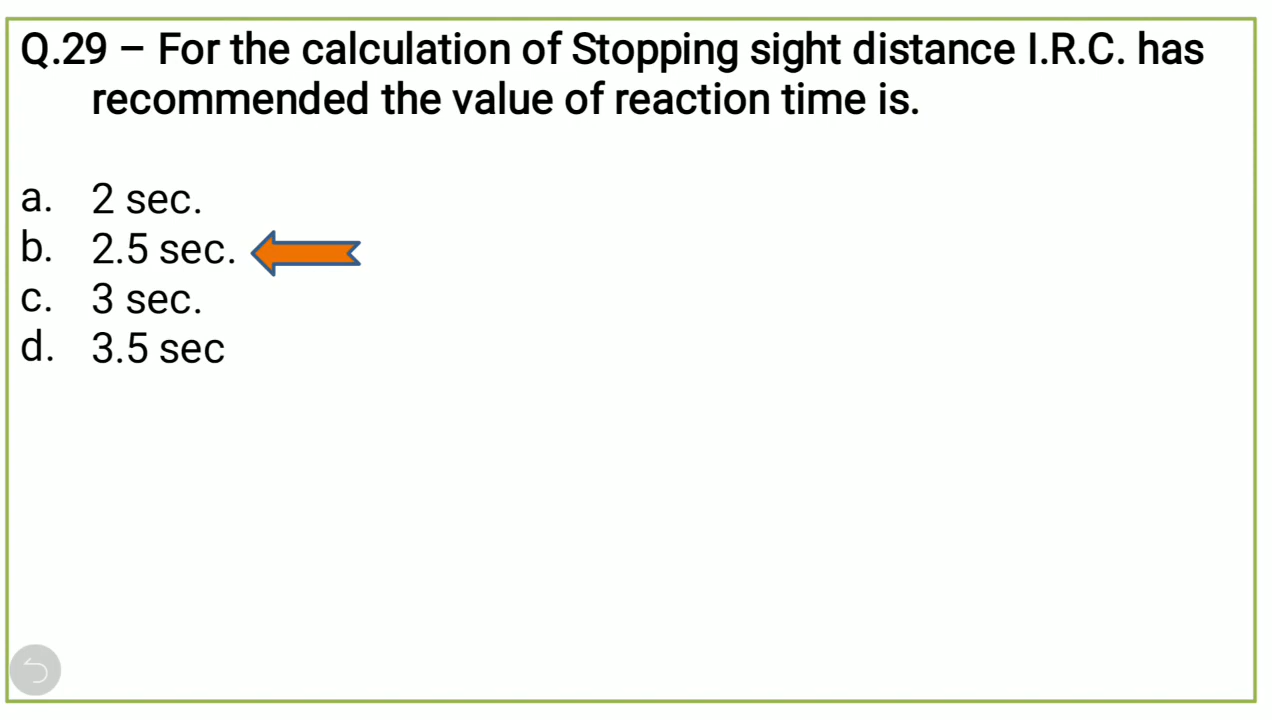 Q.29 – For the calculation of Stopping sight distance I.R.C. has
recommended the value of reaction time is.
a. 2 sec.
b. 2.5 sec.
c. 3 sec.
d. 3.5 sec